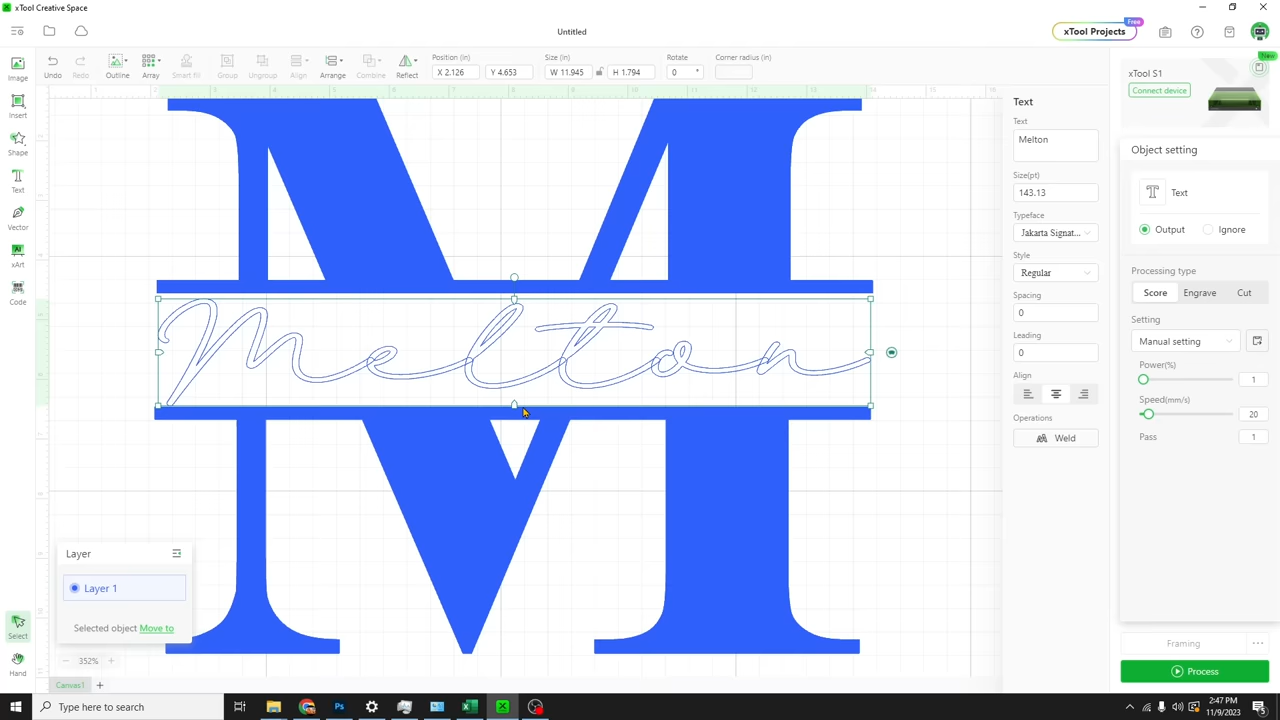 xTool Creative Space
Untitled
Free
xTool Projects
Undo
Redo
Outline
Array
Smart fill
Group
Ungroup
Align
Arrange
Combine
Reflect
Position (in)
X 2.126
Y 4.653
Size (in)
W 11.945
H 1.794
Rotate
0 °
Corner radius (in)
Image
Insert
Shape
Text
Vector
AI
xArt
Code
Select
Hand
M
Melton
Layer
Layer 1
Selected object Move to
352%
Canvas1
Text
Text
Melton
Size(pt)
143.13
Typeface
Jakarta Signat...
Style
Regular
Spacing
0
Leading
0
Align
Operations
Weld
New
xTool S1
Connect device
Object setting
Text
Output
Ignore
Processing type
Score
Engrave
Cut
Setting
Manual setting
Power(%)
1
Speed(mm/s)
20
Pass
1
Framing
Process
Type here to search
2:47 PM
11/9/2023